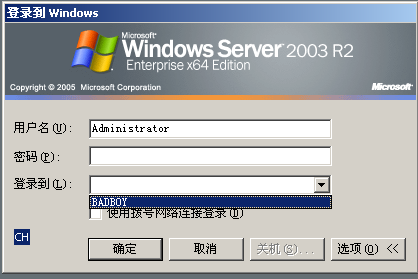 登录到 Windows
Microsoft
Windows Server 2003 R2
Enterprise x64 Edition
Copyright © 2005 Microsoft Corporation
Microsoft
用户名(U): Administrator
密码(P):
登录到(L):
BADBOY
使用拨号网络连接登录(D)
CH
确定 取消 关机(S)... 选项(O) <<